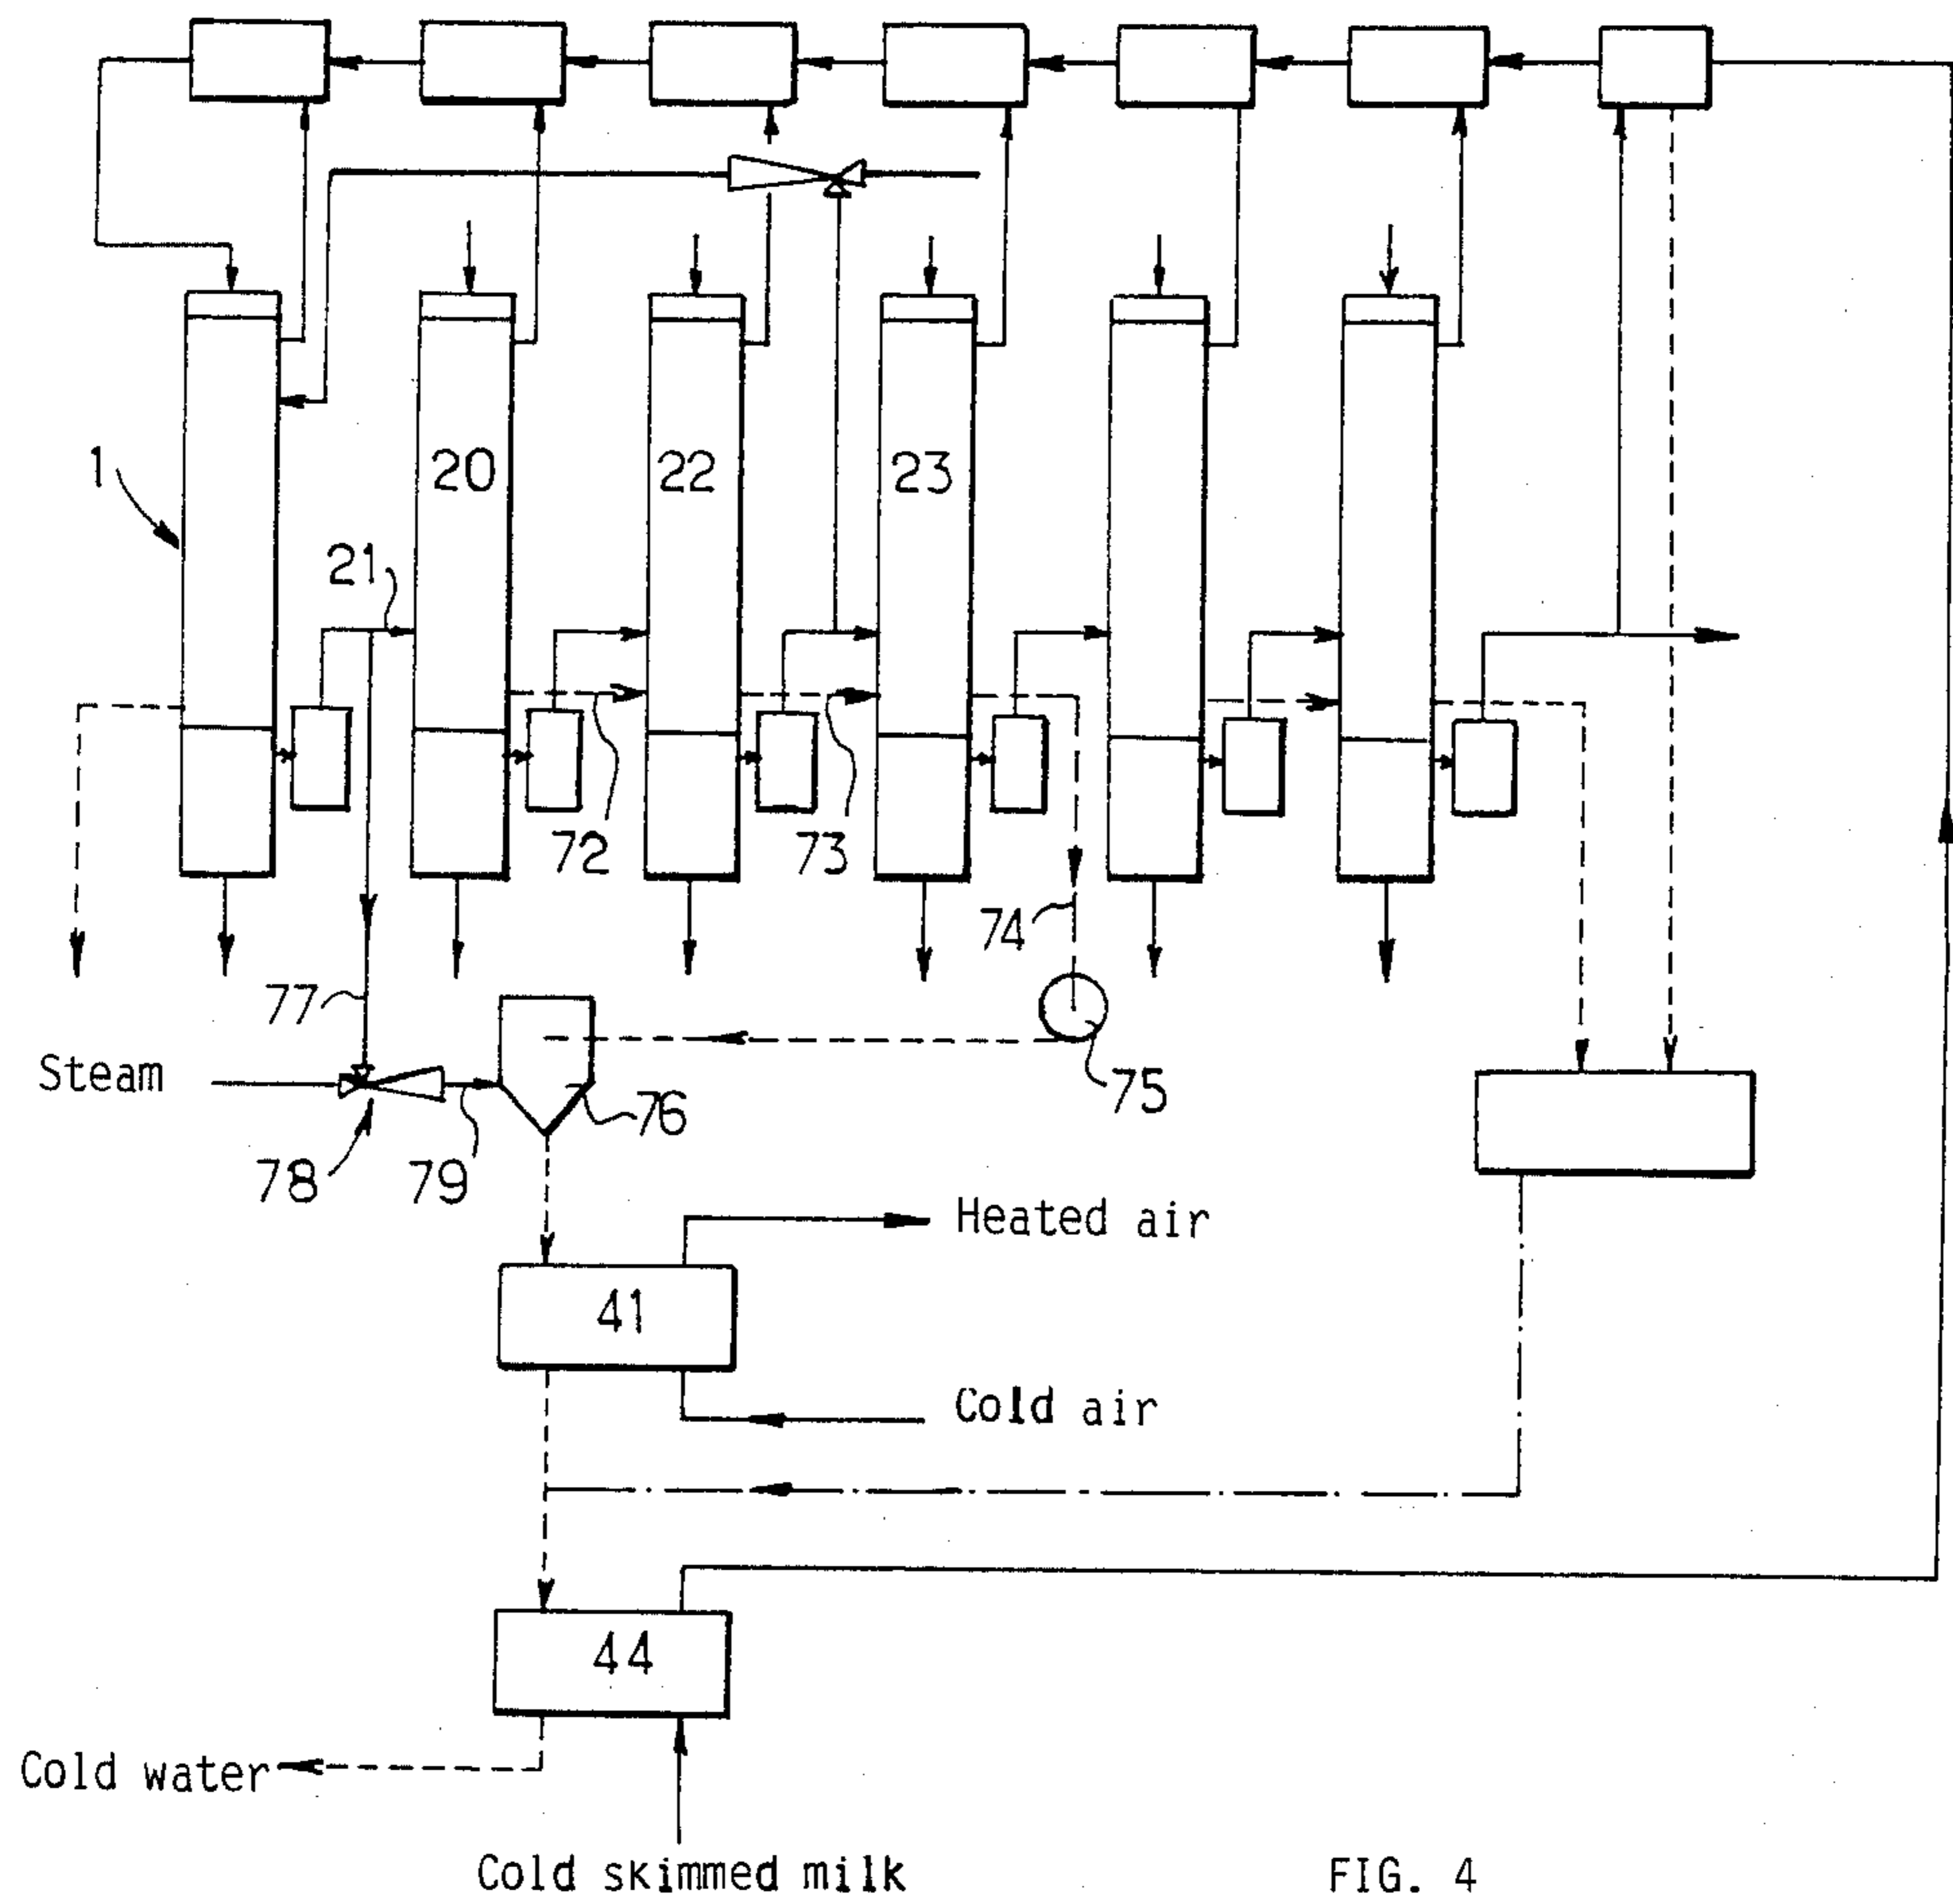 1
20
22
23
21
72
73
74
77
Steam
75
76
78
79
Heated air
41
Cold air
44
Cold water
Cold skimmed milk
FIG. 4